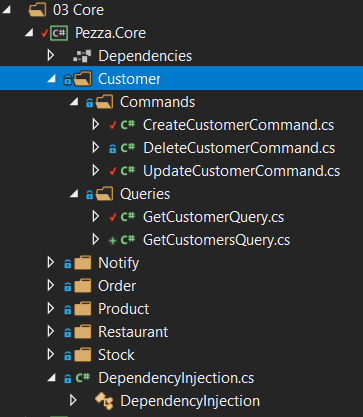 03 Core
C# Pezza.Core
Dependencies
Customer
Commands
C# CreateCustomerCommand.cs
C# DeleteCustomerCommand.cs
C# UpdateCustomerCommand.cs
Queries
C# GetCustomerQuery.cs
C# GetCustomersQuery.cs
Notify
Order
Product
Restaurant
Stock
C# DependencyInjection.cs
DependencyInjection